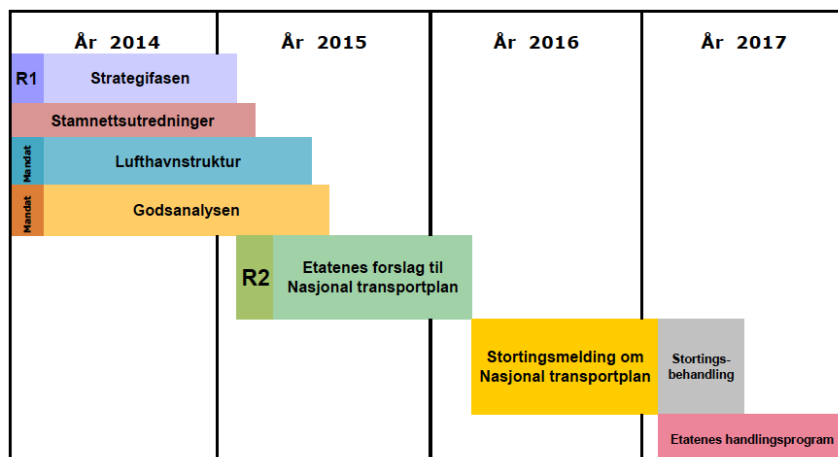 År 2014
År 2015
År 2016
År 2017
R1
Strategifasen
Stamnettsutredninger
Mandat
Lufthavnstruktur
Mandat
Godsanalysen
R2
Etatenes forslag til
Nasjonal transportplan
Stortingsmelding om
Nasjonal transportplan
Stortings-
behandling
Etatenes handlingsprogram